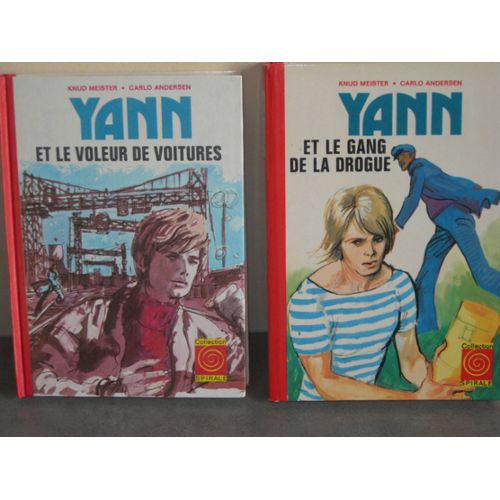 KNUD MEISTER • CARLO ANDERSEN
YANN
ET LE VOLEUR DE VOITURES
Collection
SPIRALE
KNUD MEISTER • CARLO ANDERSEN
YANN
ET LE GANG
DE LA DROGUE
Collection
SPIRALE